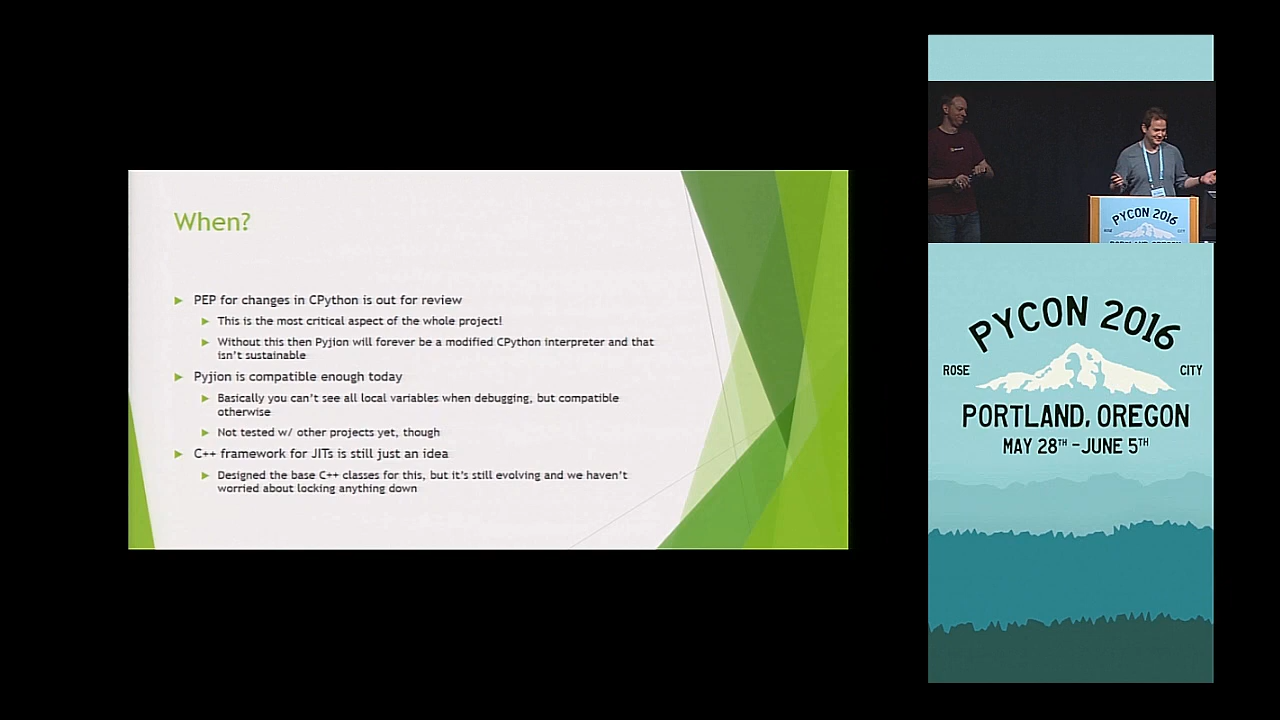 When?
PEP for changes in CPython is out for review
This is the most critical aspect of the whole project!
Without this then Pyjion will forever be a modified CPython interpreter and that
isn't sustainable
Pyjion is compatible enough today
Basically you can't see all local variables when debugging, but compatible
otherwise
Not tested w/ other projects yet, though
C++ framework for JITs is still just an idea
Designed the base C++ classes for this, but it's still evolving and we haven't
worried about locking anything down
PYCON 2016
ROSE CITY
PORTLAND, OREGON
PYCON 2016
ROSE CITY
PORTLAND, OREGON
MAY 28TH - JUNE 5TH